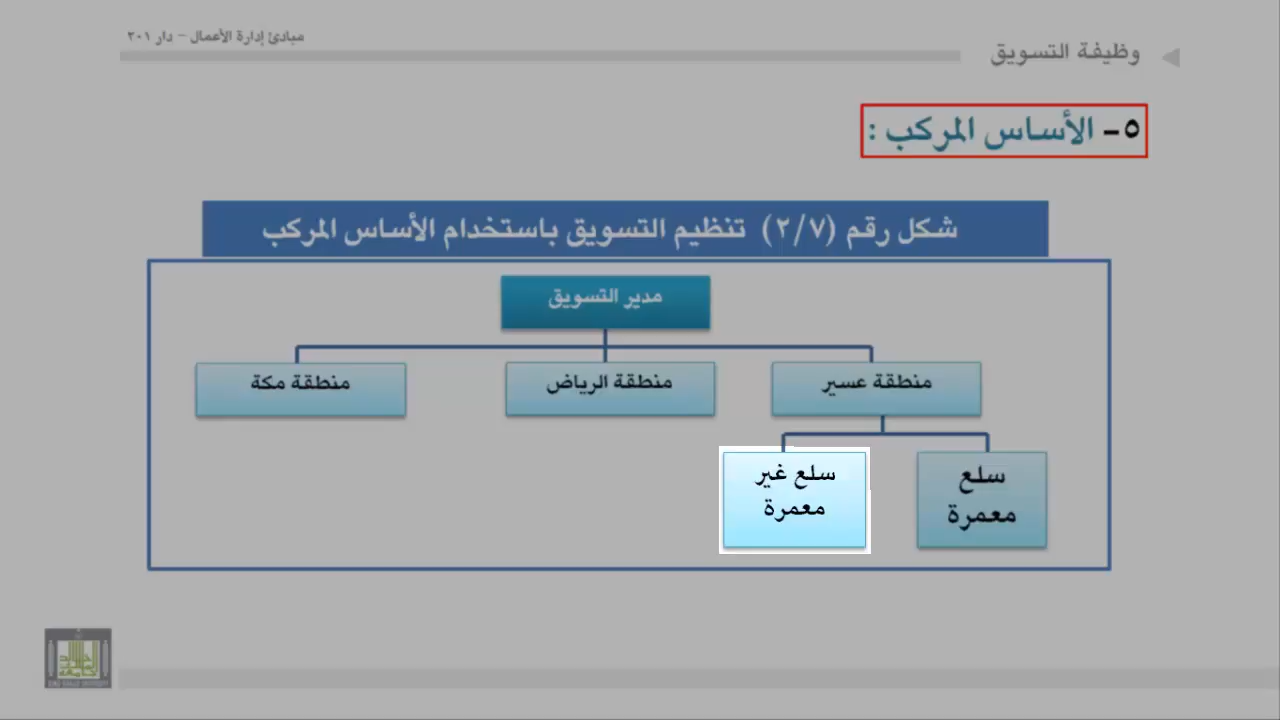 مبادئ إدارة الأعمال – دار ٢٠١
وظيفة التسويق
٥- الأساس المركب :
شكل رقم (٢/٧) تنظيم التسويق باستخدام الأساس المركب
مدير التسويق
منطقة عسير
منطقة الرياض
منطقة مكة
سلع
معمرة
سلع غير
معمرة